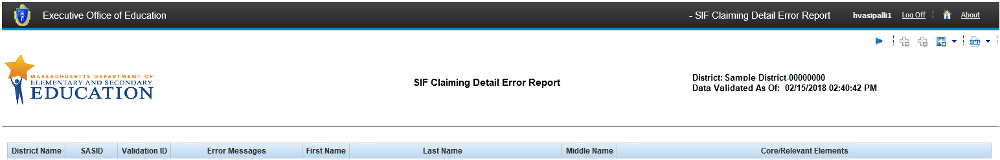 Executive Office of Education - SIF Claiming Detail Error Report hvasipalli1 Log Off About
HTML
MASSACHUSETTS DEPARTMENT OF
ELEMENTARY AND SECONDARY
EDUCATION
SIF Claiming Detail Error Report
District: Sample District-00000000
Data Validated As Of: 02/15/2018 02:40:42 PM
District Name SASID Validation ID Error Messages First Name Last Name Middle Name Core/Relevant Elements